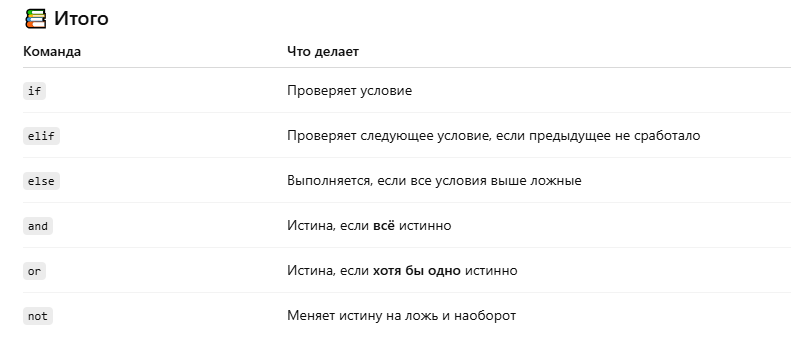 📚 Итого
Команда Что делает
if Проверяет условие
elif Проверяет следующее условие, если предыдущее не сработало
else Выполняется, если все условия выше ложные
and Истина, если всё истинно
or Истина, если хотя бы одно истинно
not Меняет истину на ложь и наоборот